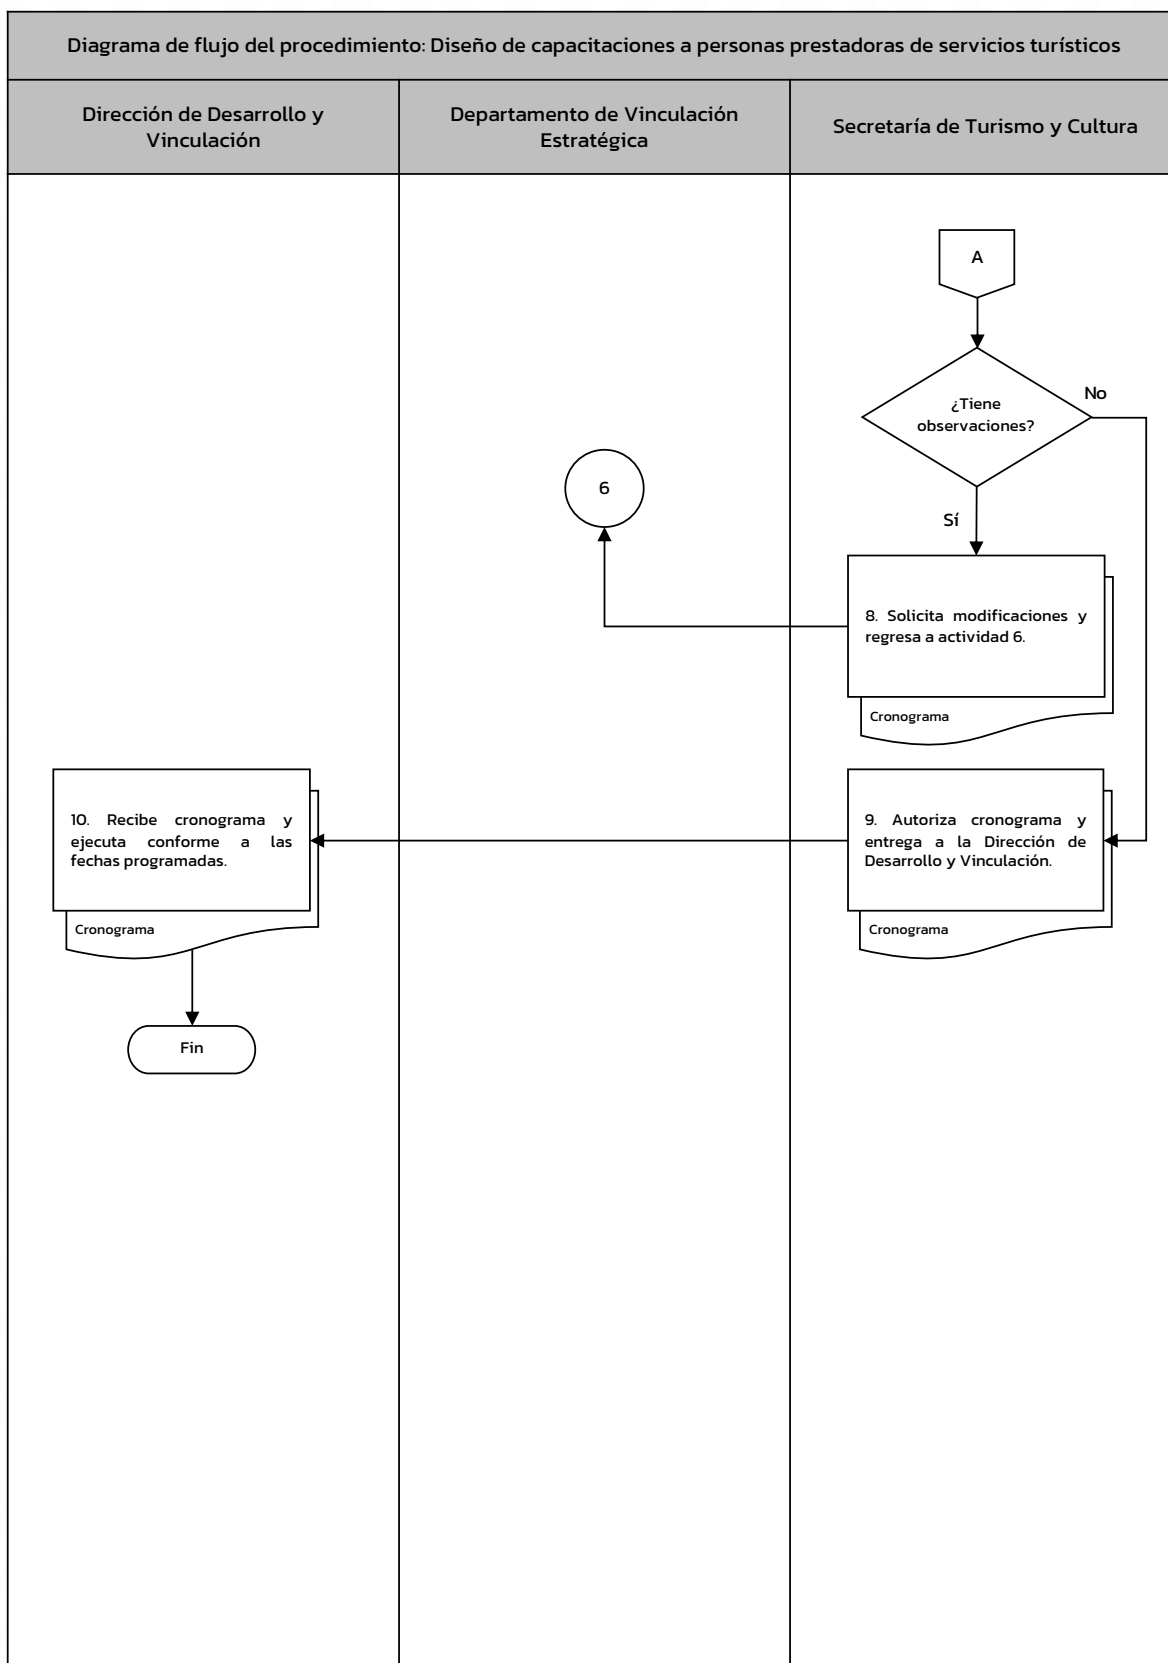 Diagrama de flujo del procedimiento: Diseño de capacitaciones a personas prestadoras de servicios turísticos
Dirección de Desarrollo y
Vinculación
Departamento de Vinculación
Estratégica
Secretaría de Turismo y Cultura
A
¿Tiene
observaciones?
No
6
Sí
8. Solicita modificaciones y
regresa a actividad 6.
Cronograma
10. Recibe cronograma y
ejecuta conforme a las
fechas programadas.
Cronograma
9. Autoriza cronograma y
entrega a la Dirección de
Desarrollo y Vinculación.
Cronograma
Fin